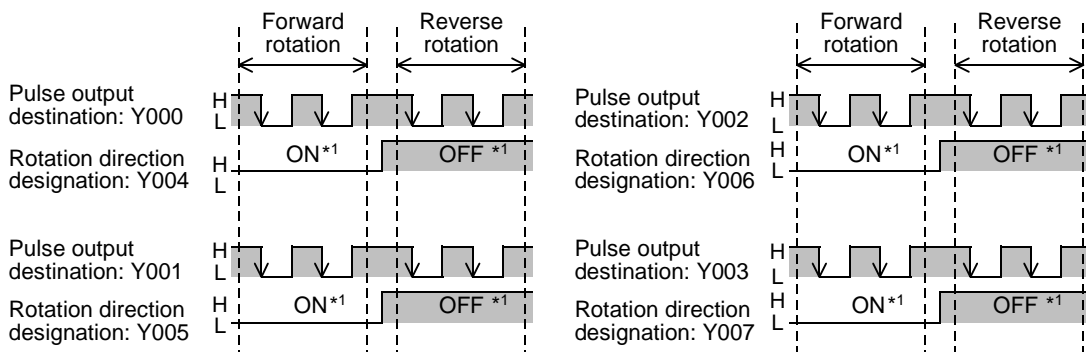 Forward
rotation
Reverse
rotation
Pulse output
destination: Y000
H
L
Rotation direction
designation: Y004
H
L
ON*1
OFF *1
Pulse output
destination: Y001
H
L
Rotation direction
designation: Y005
H
L
ON*1
OFF *1
Forward
rotation
Reverse
rotation
Pulse output
destination: Y002
H
L
Rotation direction
designation: Y006
H
L
ON*1
OFF *1
Pulse output
destination: Y003
H
L
Rotation direction
designation: Y007
H
L
ON*1
OFF *1